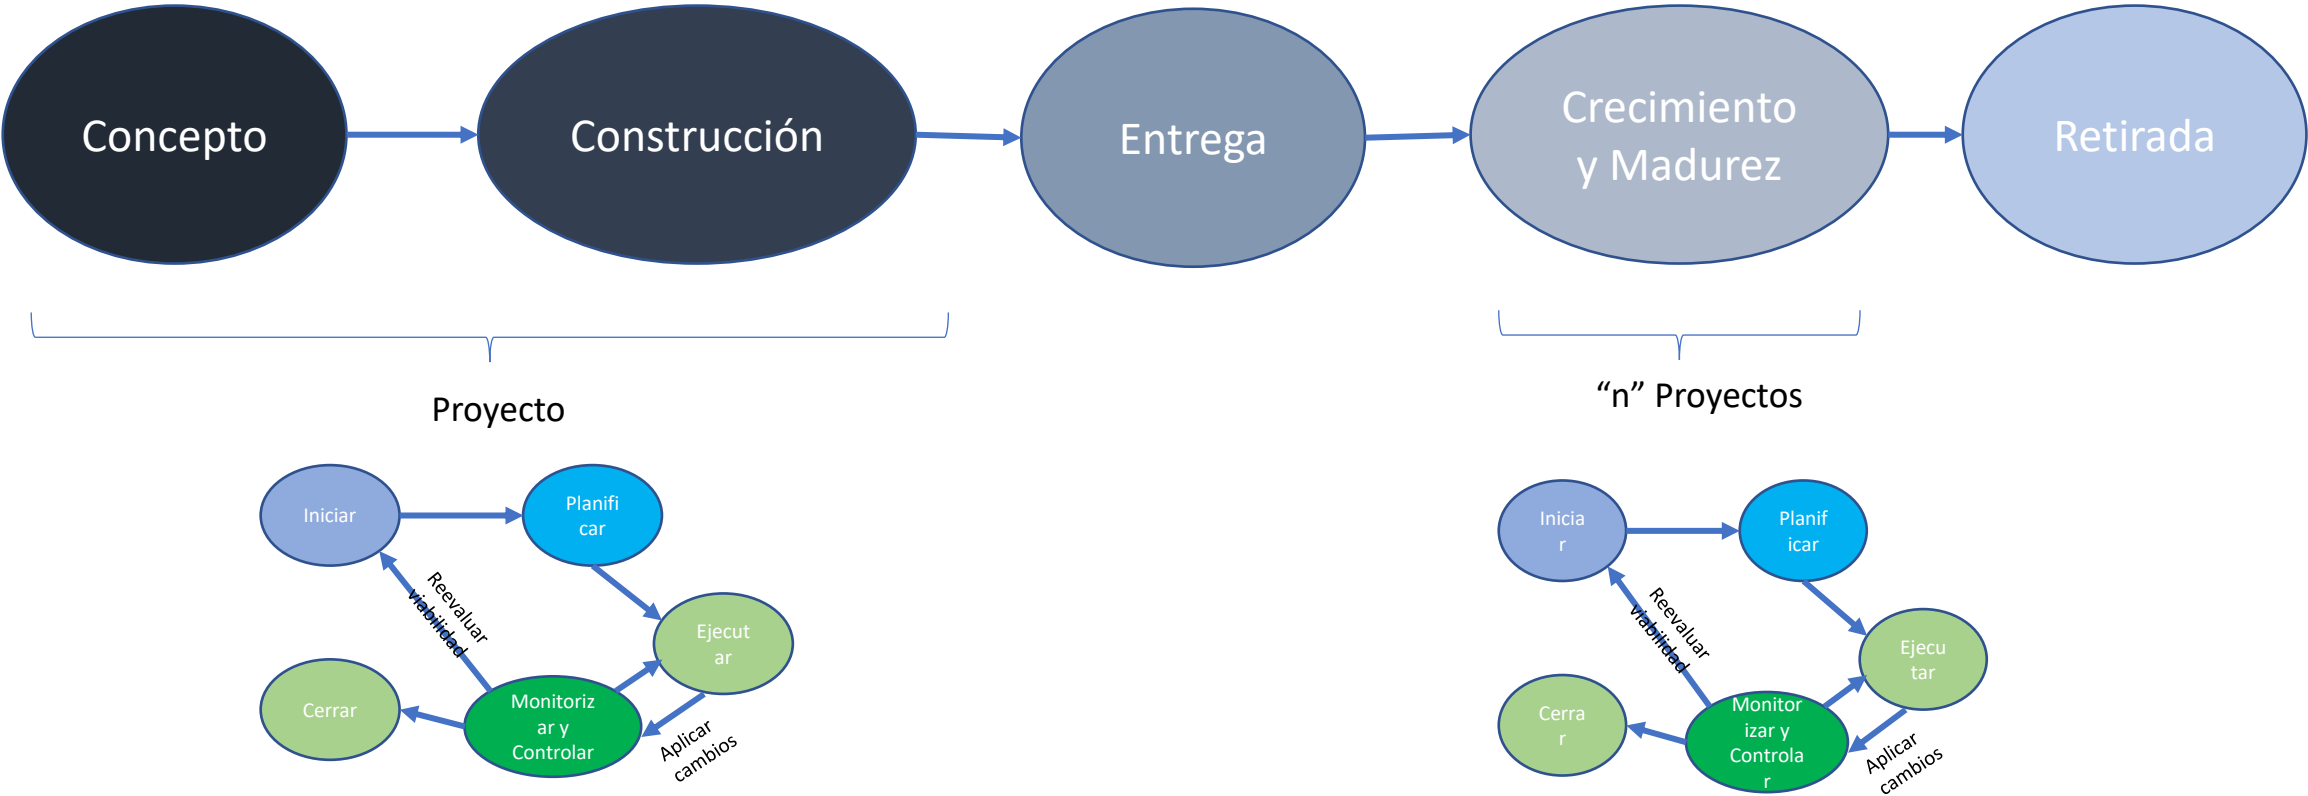 Concepto
Construcción
Entrega
Crecimiento
y Madurez
Retirada
Proyecto
“n” Proyectos
Iniciar
Planifi
car
Reevaluar
viabilidad
Ejecut
ar
Cerrar
Monitoriz
ar y
Controlar
Aplicar
cambios
Inicia
r
Planif
icar
Reevaluar
viabilidad
Ejecu
tar
Cerra
r
Monitor
izar y
Controla
r
Aplicar
cambios